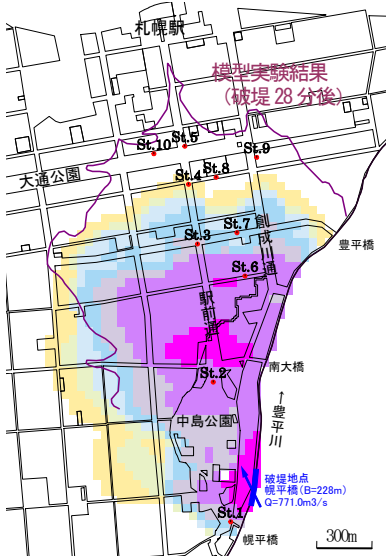 札幌駅
模型実験結果
(破堤 28 分後)
St.5
St.10
St.9
St.8
大通公園
St.4
創成川通
St.7
St.3
豊平橋
St.6
駅前通
南大橋
St.2
↑豊平川
中島公園
破堤地点
幌平橋(B=228m)
Q=771.0m3/s
St.1
幌平橋
300m